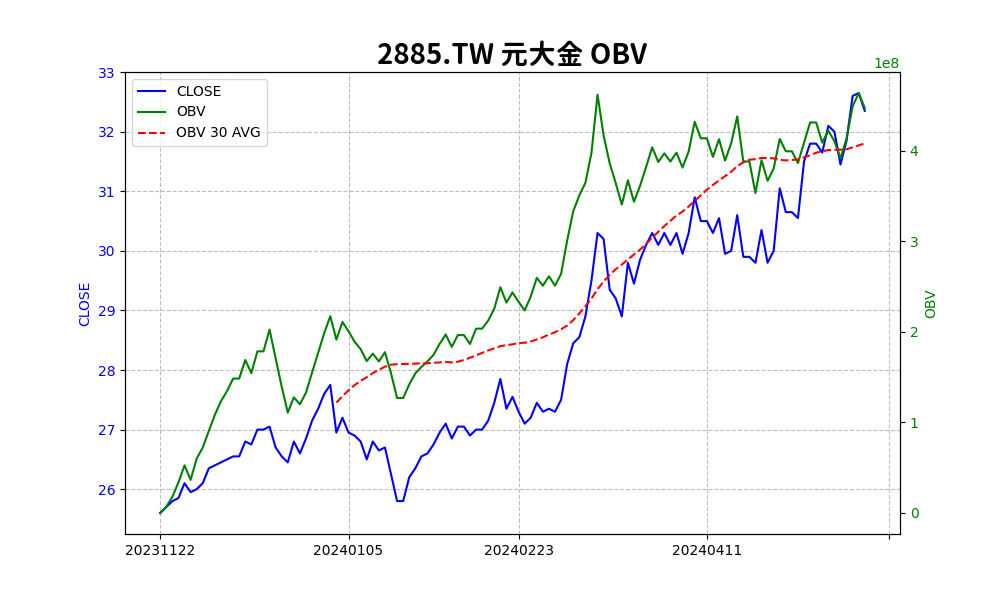 2885.TW 元大金 OBV
1e8
CLOSE
OBV
OBV 30 AVG
33
32
31
30
29
28
27
26
CLOSE
4
3
2
1
0
OBV
20231122
20240105
20240223
20240411